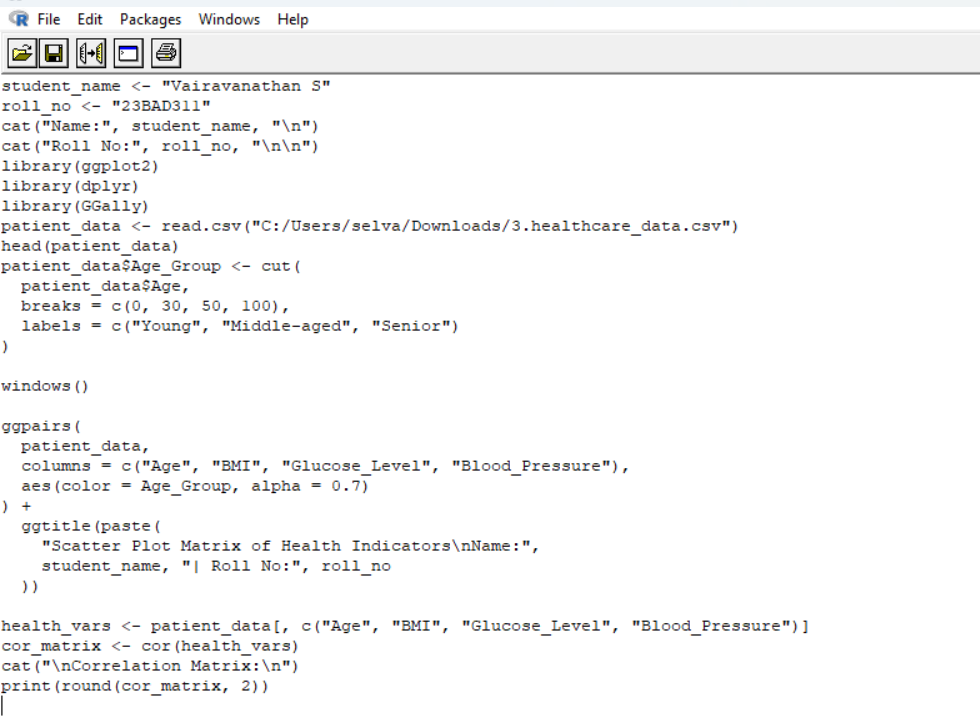 R File Edit Packages Windows Help
student_name <- "Vairavanathan S"
roll_no <- "23BAD311"
cat("Name:", student_name, "\n")
cat("Roll No:", roll_no, "\n\n")
library(ggplot2)
library(dplyr)
library(GGally)
patient_data <- read.csv("C:/Users/selva/Downloads/3.healthcare_data.csv")
head(patient_data)
patient_data$Age_Group <- cut(
  patient_data$Age,
  breaks = c(0, 30, 50, 100),
  labels = c("Young", "Middle-aged", "Senior")
)
windows()
ggpairs(
  patient_data,
  columns = c("Age", "BMI", "Glucose_Level", "Blood_Pressure"),
  aes(color = Age_Group, alpha = 0.7)
) +
  ggtitle(paste(
    "Scatter Plot Matrix of Health Indicators\nName:",
    student_name, "| Roll No:", roll_no
  ))
health_vars <- patient_data[, c("Age", "BMI", "Glucose_Level", "Blood_Pressure")]
cor_matrix <- cor(health_vars)
cat("\nCorrelation Matrix:\n")
print(round(cor_matrix, 2))